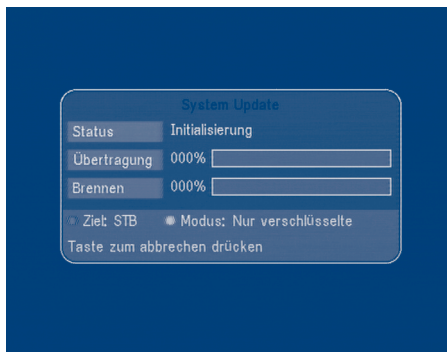 System Update
Status Initialisierung
Übertragung 000%
Brennen 000%
Ziel: STB Modus: Nur verschlüsselte
Taste zum abbrechen drücken